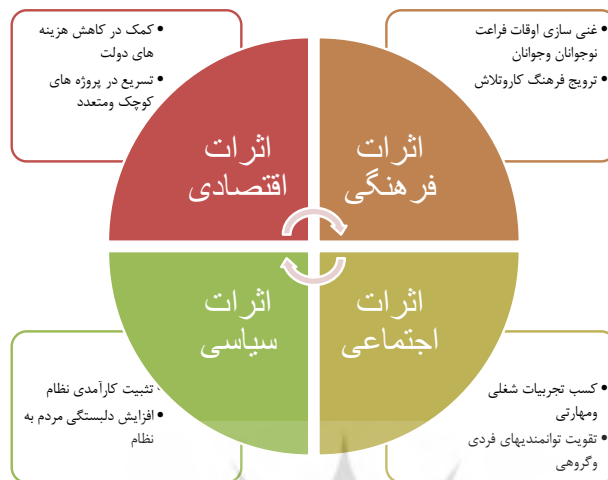 • غنی سازی اوقات فراغت
نوجوانان وجوانان
• ترویج فرهنگ کاروتلاش
• کمک در کاهش هزینه
های دولت
• تسریع در پروژه های
کوچک ومتعدد
اثرات
فرهنگی
اثرات
اقتصادی
اثرات
اجتماعی
اثرات
سیاسی
• کسب تجربیات شغلی
ومهارتی
• تقویت توانمندیهای فردی
وگروهی
• تثبیت کارآمدی نظام
• افزایش دلبستگی مردم به
نظام